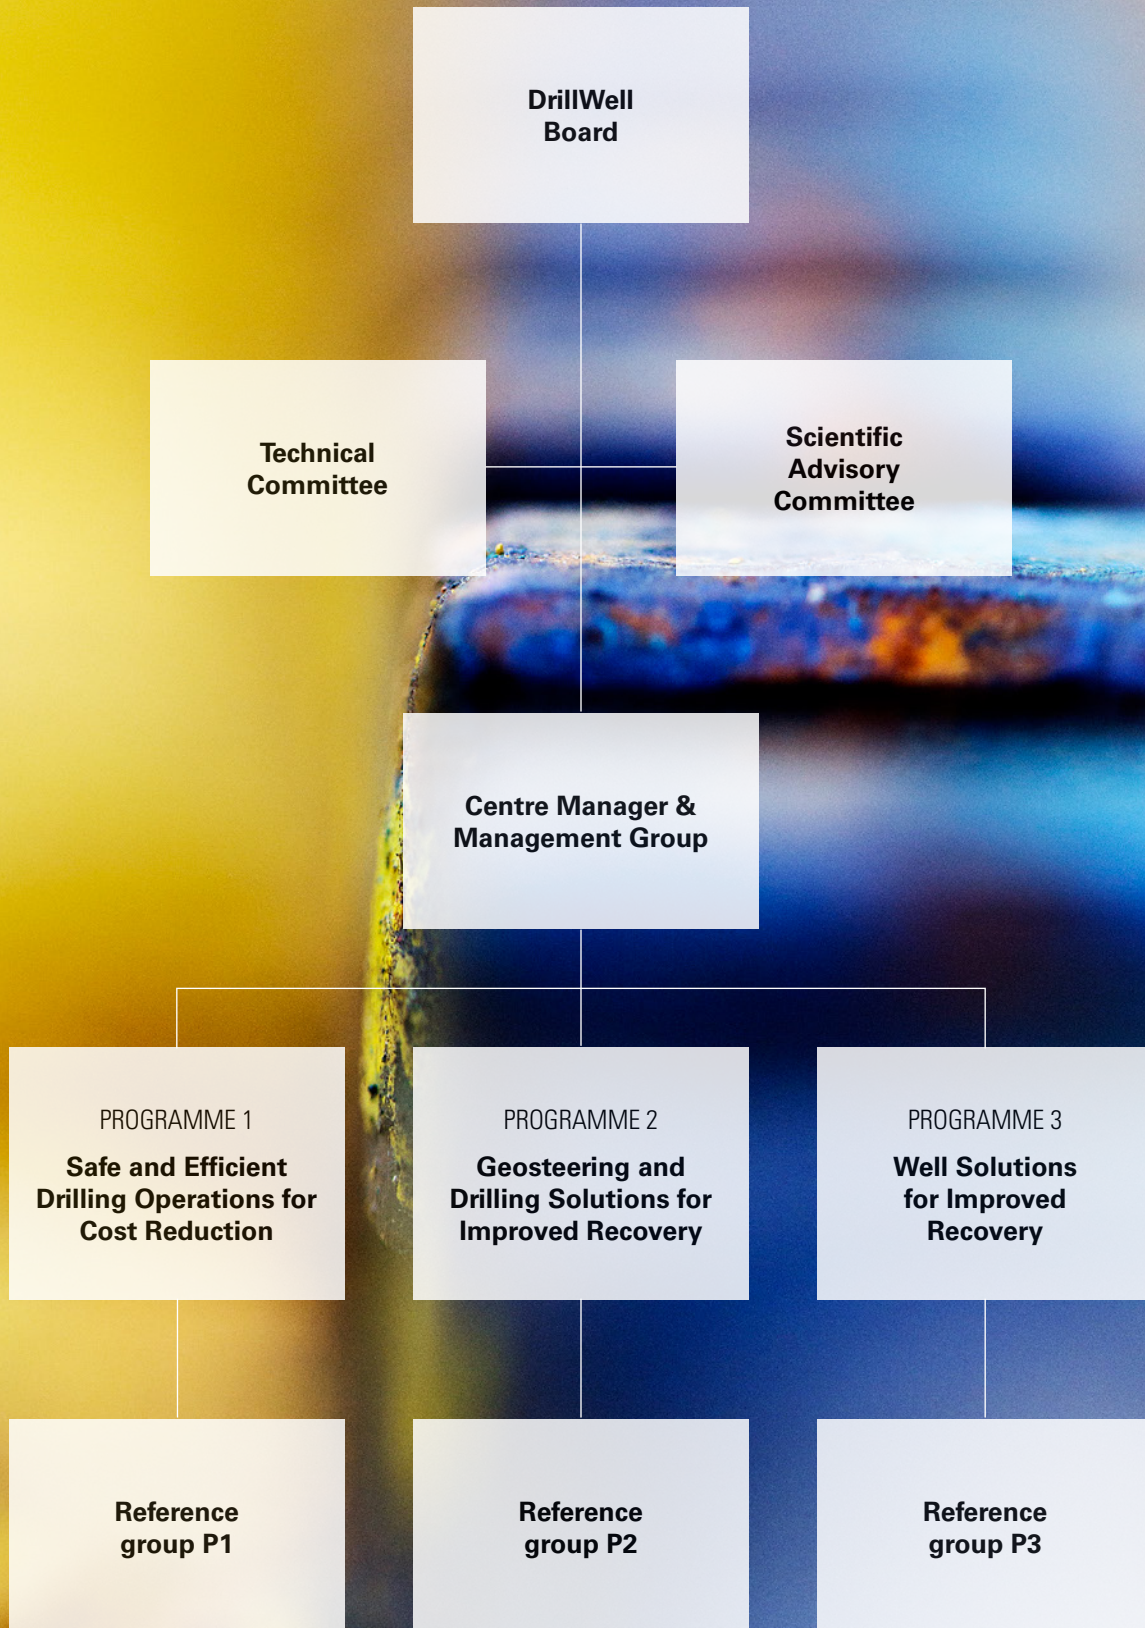 DrillWell
Board
Technical
Committee
Scientific
Advisory
Committee
Centre Manager &
Management Group
PROGRAMME 1
Safe and Efficient
Drilling Operations for
Cost Reduction
PROGRAMME 2
Geosteering and
Drilling Solutions for
Improved Recovery
PROGRAMME 3
Well Solutions
for Improved
Recovery
Reference
group P1
Reference
group P2
Reference
group P3